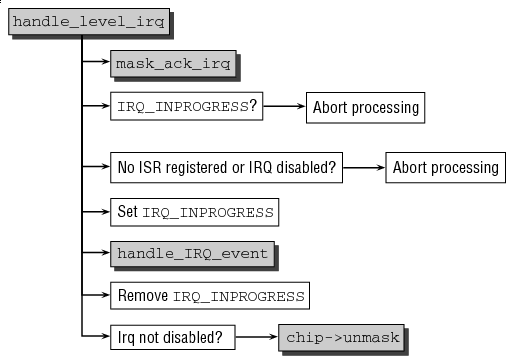 handle_level_irq
mask_ack_irq
IRQ_INPROGRESS?
Abort processing
No ISR registered or IRQ disabled?
Abort processing
Set IRQ_INPROGRESS
handle_IRQ_event
Remove IRQ_INPROGRESS
Irq not disabled?
chip->unmask